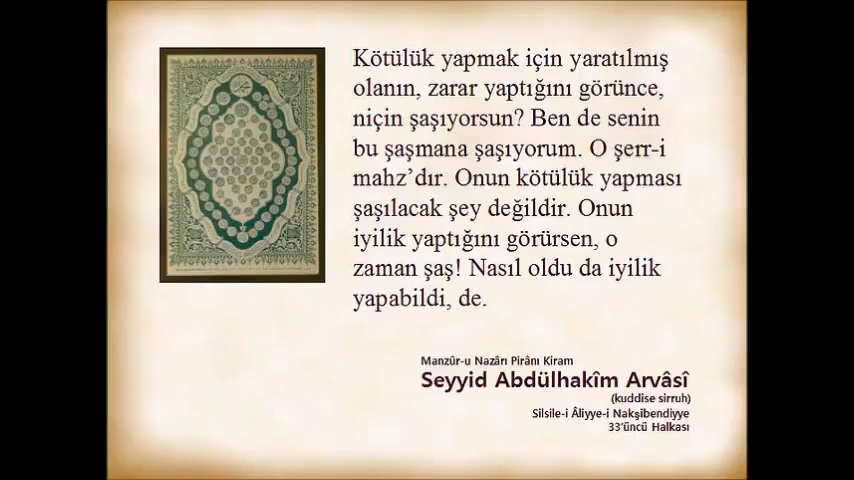 Kötülük yapmak için yaratılmış
olanın, zarar yaptığını görünce,
niçin şaşıyorsun? Ben de senin
bu şaşmana şaşıyorum. O şerr-i
mahz’dır. Onun kötülük yapması
şaşılacak şey değildir. Onun
iyilik yaptığını görürsen, o
zaman şaş! Nasıl oldu da iyilik
yapabildi, de.
Manzûr-u Nazârı Pirânı Kiram
Seyyid Abdülhakîm Arvâsî
(kuddise sirruh)
Silsile-i Âliyye-i Nakşibendiyye
33’üncü Halkası